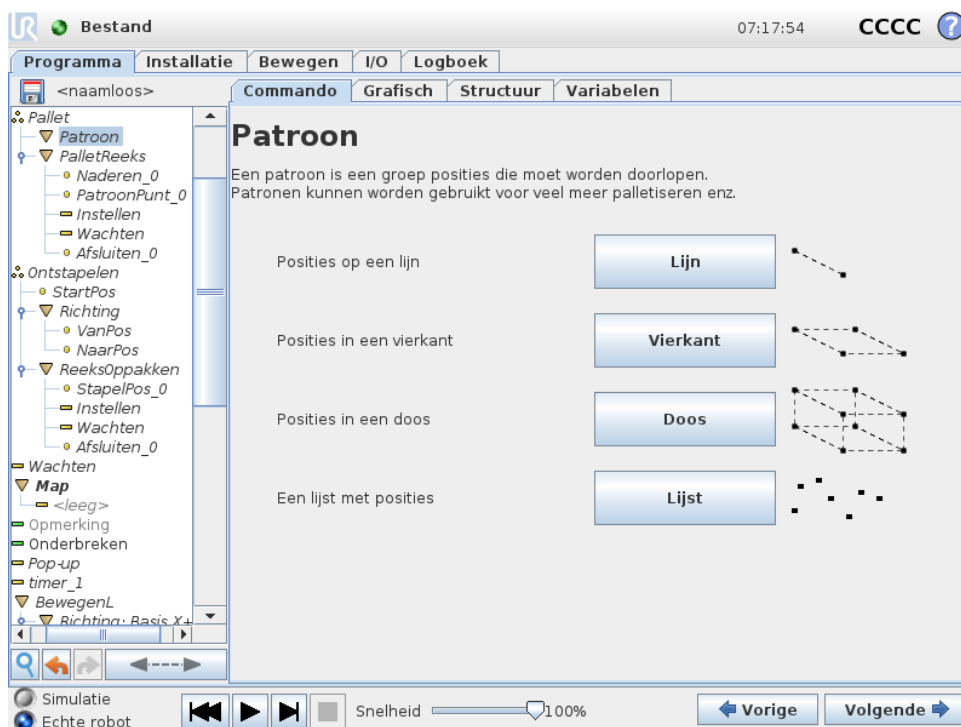 UR
Bestand
07:17:54
CCCC
?
Programma
Installatie
Bewegen
I/O
Logboek
<naamloos>
Commando
Grafisch
Structuur
Variabelen
Pallet
Patroon
PalletReeks
Naderen_0
PatroonPunt_0
Instellen
Wachten
Afsluiten_0
Ontstapelen
StartPos
Richting
VanPos
NaarPos
ReeksOppakken
StapelPos_0
Instellen
Wachten
Afsluiten_0
Wachten
Map
<leeg>
Opmerking
Onderbreken
Pop-up
timer_1
BewegenL
Richting: Basis X+
Patroon
Een patroon is een groep posities die moet worden doorlopen.
Patronen kunnen worden gebruikt voor veel meer palletiseren enz.
Posities op een lijn
Lijn
Posities in een vierkant
Vierkant
Posities in een doos
Doos
Een lijst met posities
Lijst
Simulatie
Echte robot
Snelheid
100%
Vorige
Volgende